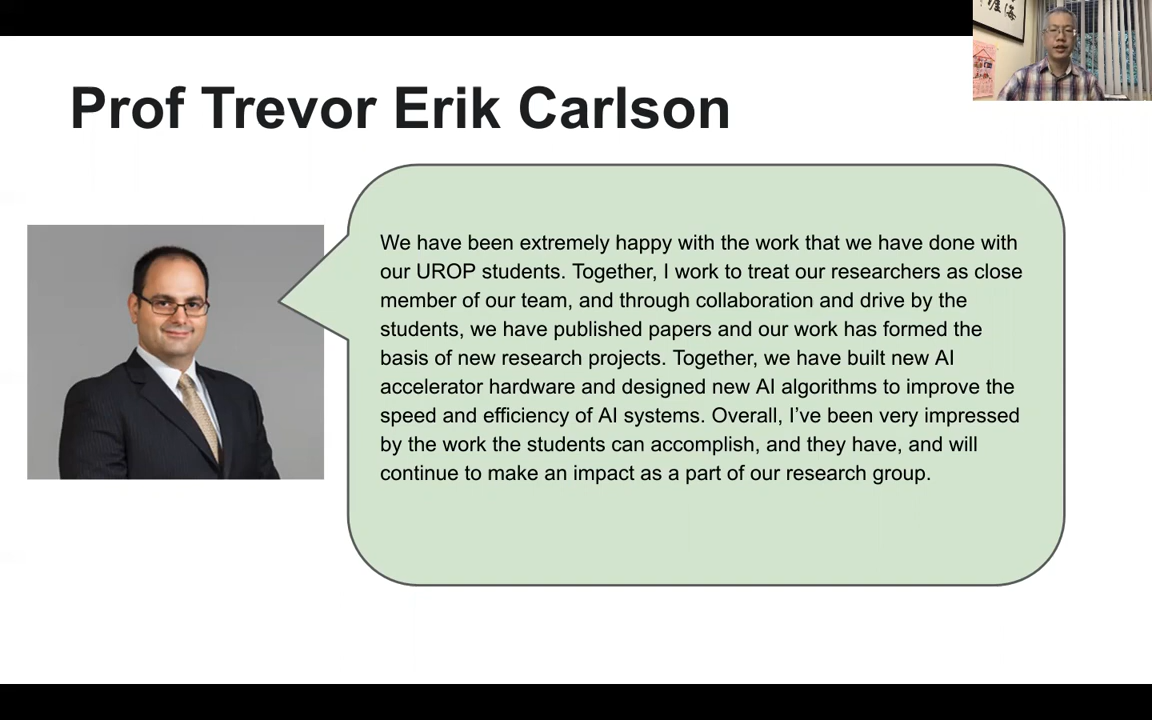 Prof Trevor Erik Carlson
We have been extremely happy with the work that we have done with
our UROP students. Together, I work to treat our researchers as close
member of our team, and through collaboration and drive by the
students, we have published papers and our work has formed the
basis of new research projects. Together, we have built new AI
accelerator hardware and designed new AI algorithms to improve the
speed and efficiency of AI systems. Overall, I’ve been very impressed
by the work the students can accomplish, and they have, and will
continue to make an impact as a part of our research group.